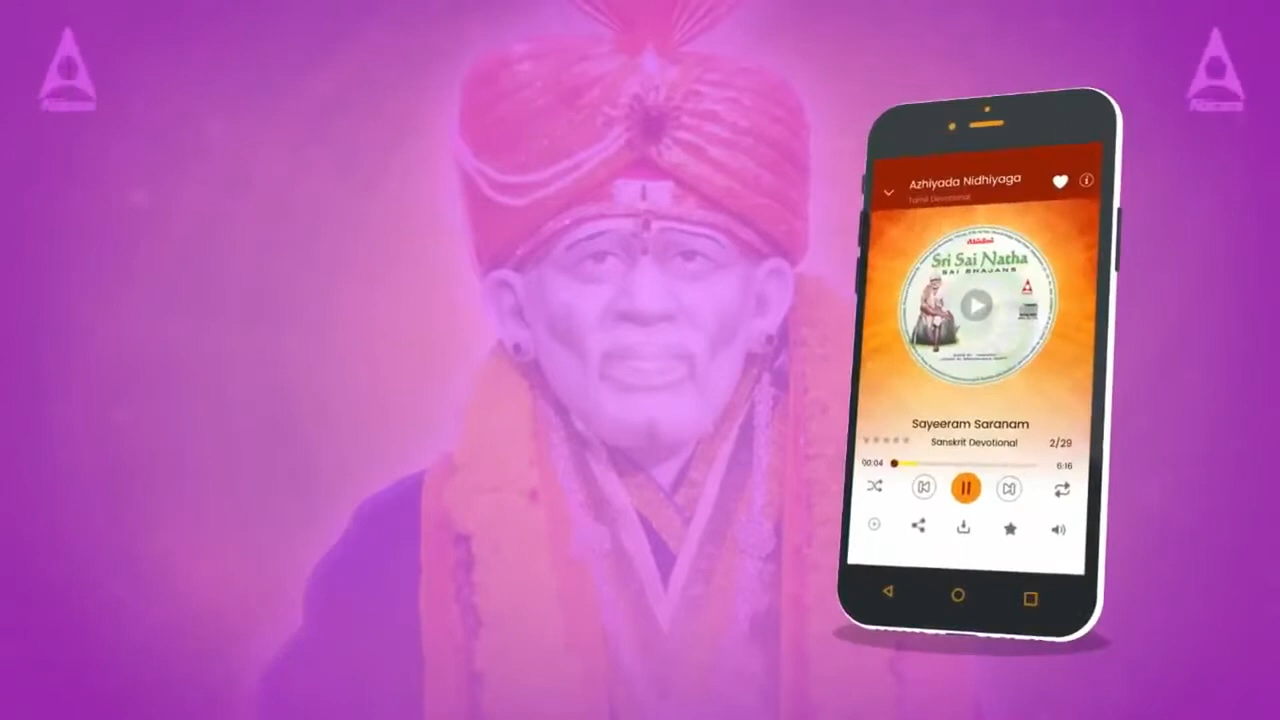 Azhiyada Nidhiyaga
Tamil Devotional
Sri Sai Natha
SAI BHAJANS
Sayeeram Saranam
Sanskrit Devotional
2/29
00:04
6:16